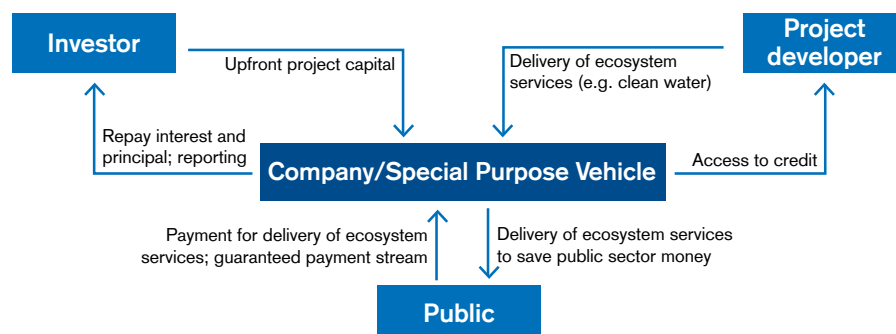 Investor
Project
developer
Upfront project capital
Delivery of ecosystem
services (e.g. clean water)
Repay interest and
principal; reporting
Company/Special Purpose Vehicle
Access to credit
Payment for delivery of ecosystem
services; guaranteed payment stream
Delivery of ecosystem services
to save public sector money
Public